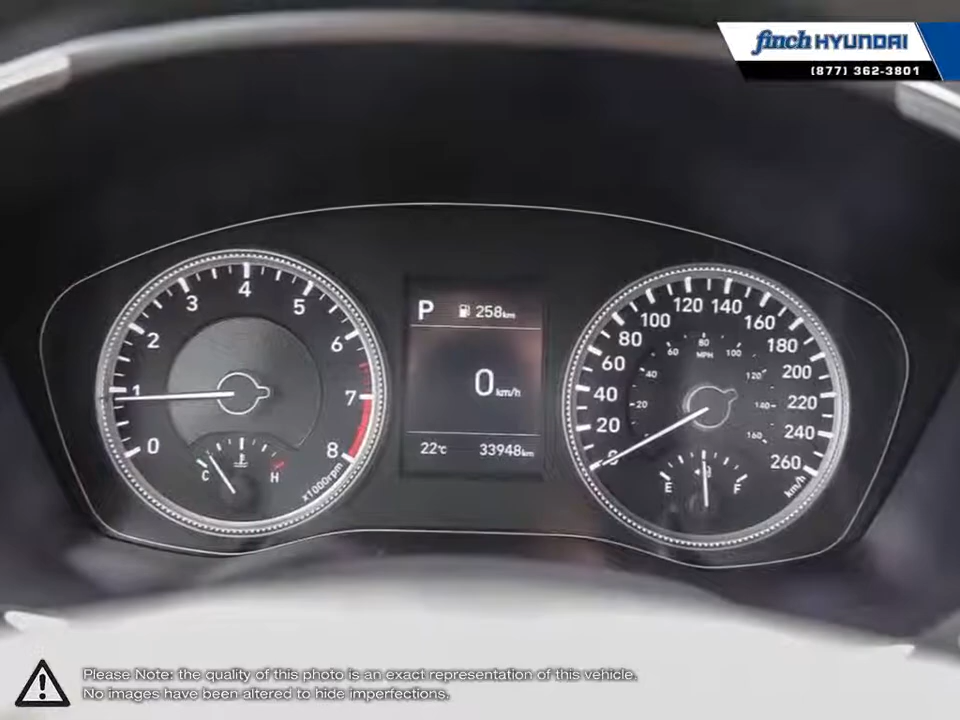 finch HYUNDAI
(877) 362-3801
0 1 2 3 4 5 6 7 8
x1000rpm
C H
P 258km
0 km/h
22°C 33948km
0 20 40 60 80 100 120 140 160 180 200 220 240 260
km/h
20 40 60 80 100 120 140 160
MPH
E F
Please Note: the quality of this photo is an exact representation of this vehicle.
No images have been altered to hide imperfections.